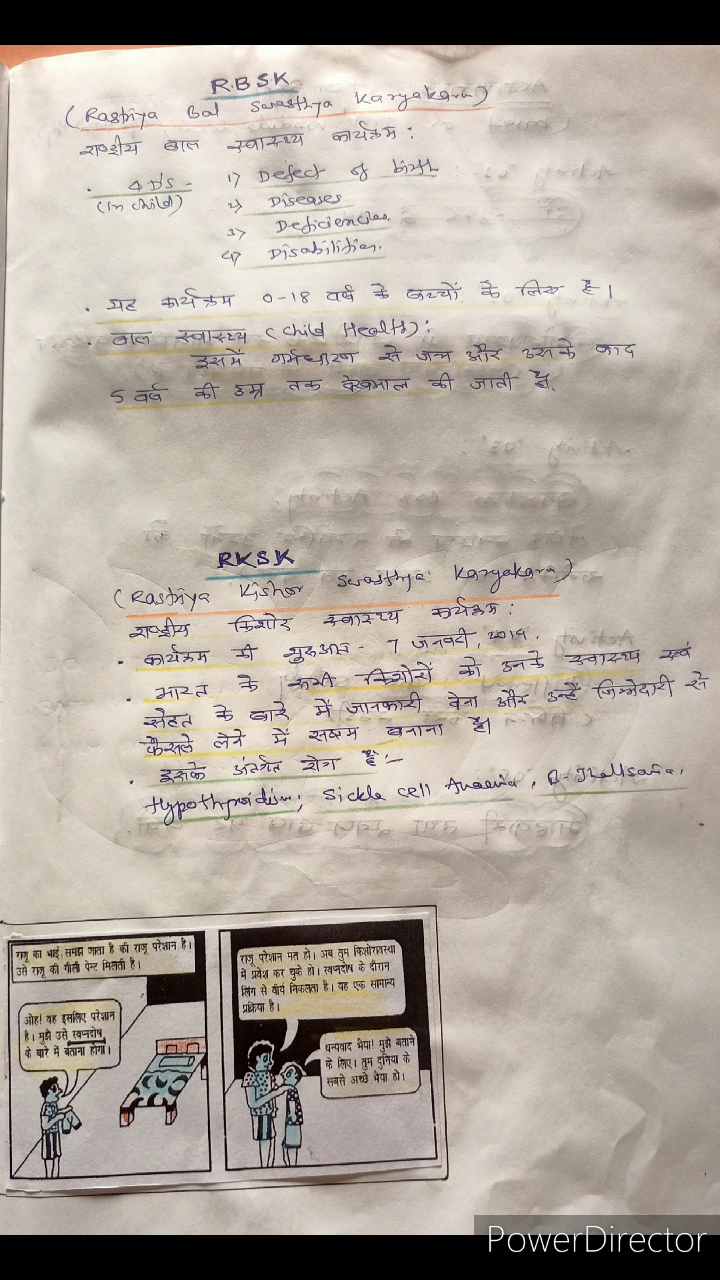 R.B.S.K
(Rastriya Bal Swasthya Karyakara)
राष्ट्रीय बाल स्वास्थ्य कार्यक्रम :
4 D'S - 1) Defect of birth
(In child) 2) Diseases
3) Deficiencies.
4) Disabilities.
यह कार्यक्रम 0-18 वर्ष के बच्चों के लिए है।
बाल स्वास्थ्य (Child Health):
इसमें गर्भधारण से जन्म और उसके बाद
5 वर्ष की उम्र तक देखभाल की जाती है.
RKSK
(Rastriya Kishor Swasthya Karyakara)
राष्ट्रीय किशोर स्वास्थ्य कार्यक्रम :
कार्यक्रम की शुरुआत - 7 जनवरी, 2014.
भारत के सभी किशोरों को उनके स्वास्थ्य एवं
सेहत के बारे में जानकारी देना और उन्हें जिम्मेदारी से
फैसले लेने में सक्षम बनाना है।
इसके अंतर्गत रोग है :-
Hypothyroidism, Sickle cell Anaemia,
राजू का भाई समझ जाता है की राजू परेशान है।
उसे राजू की गीली पेन्ट मिलती है।
ओह! वह इसलिए परेशान
है। मुझे उसे स्वप्नदोष
के बारे में बताना होगा।
राजू परेशान मत हो। अब तुम किशोरावस्था
में प्रवेश कर चुके हो। स्वप्नदोष के दौरान
लिंग से वीर्य निकलता है। यह एक सामान्य
प्रक्रिया है।
धन्यवाद भैया! मुझे बताने
के लिए। तुम दुनिया के
सबसे अच्छे भैया हो।
PowerDirector